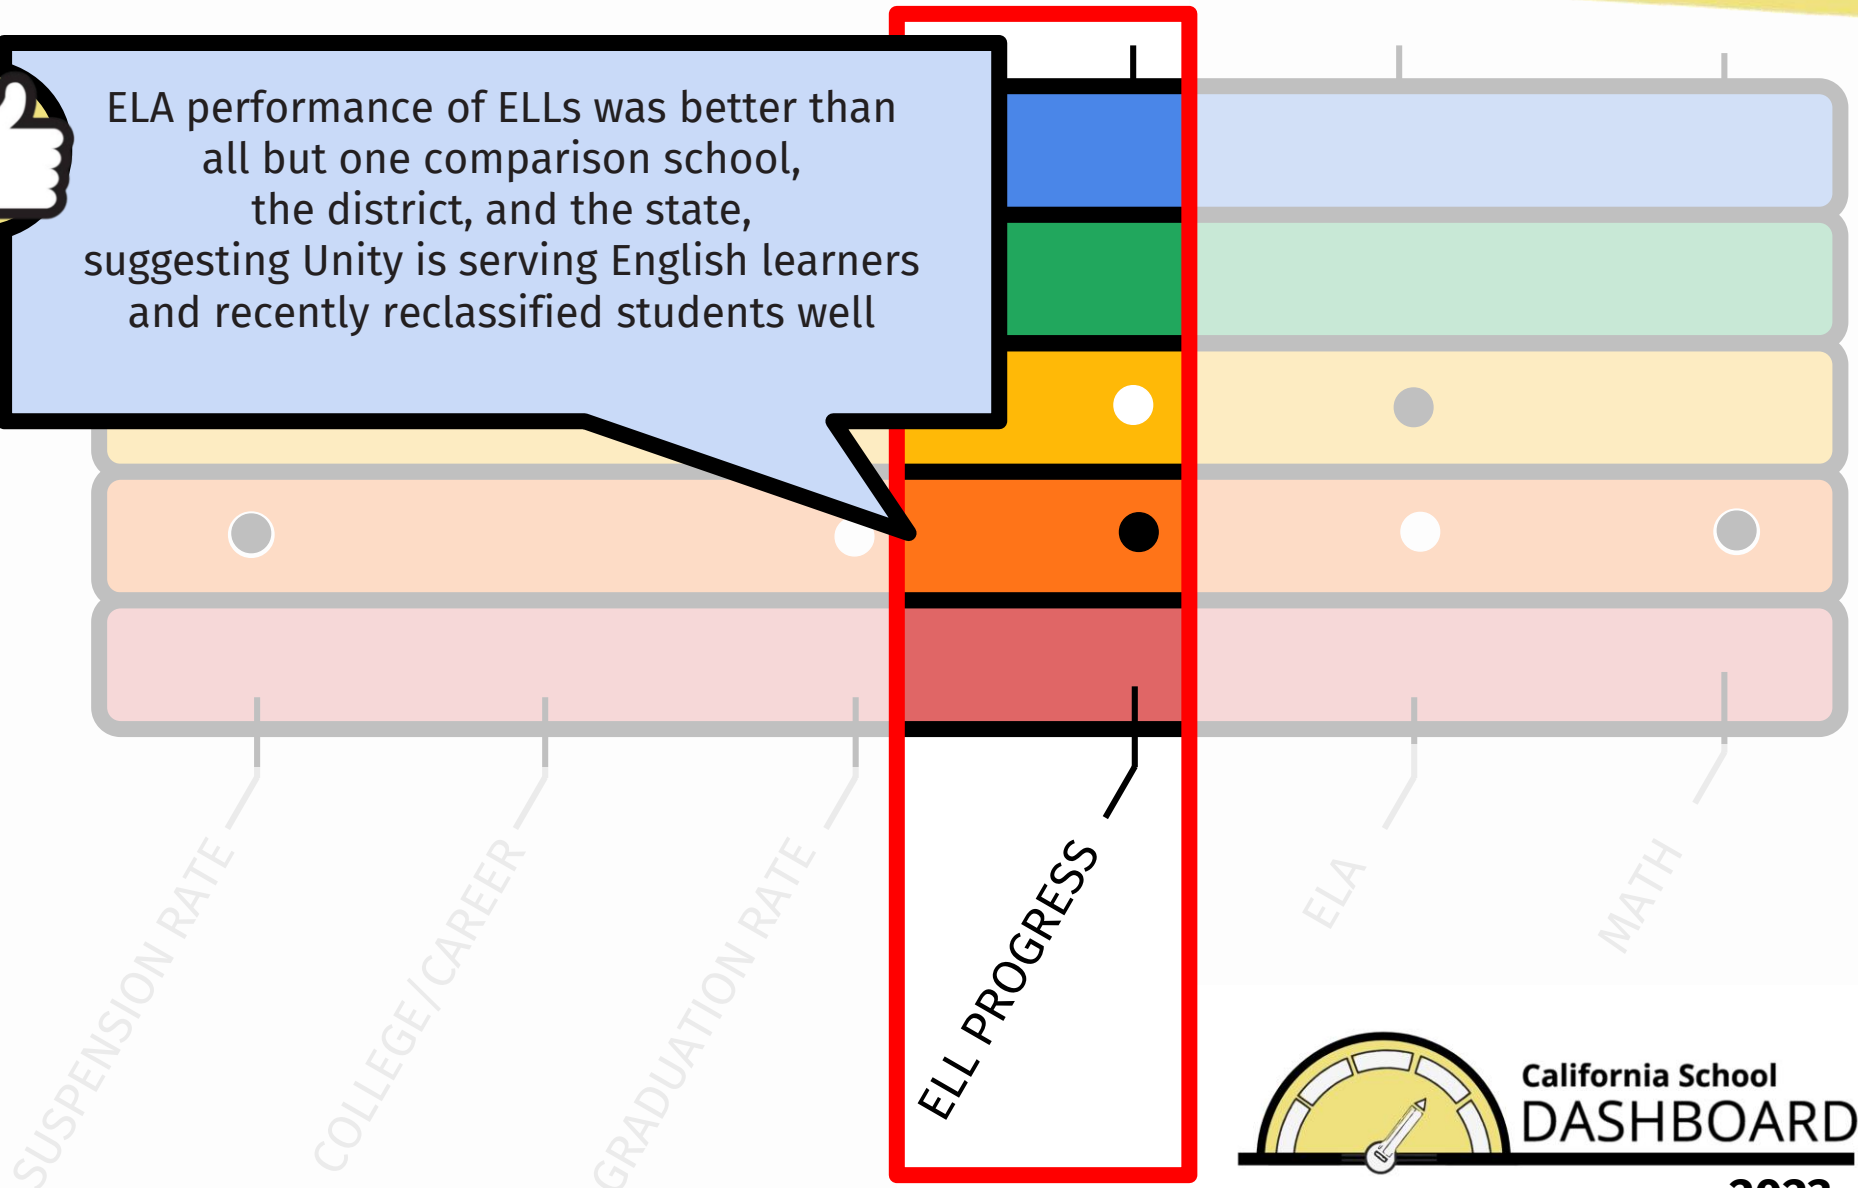 ELA performance of ELLs was better than
all but one comparison school,
the district, and the state,
suggesting Unity is serving English learners
and recently reclassified students well
SUSPENSION RATE
COLLEGE/CAREER
GRADUATION RATE
ELL PROGRESS
ELA
MATH
California School
DASHBOARD